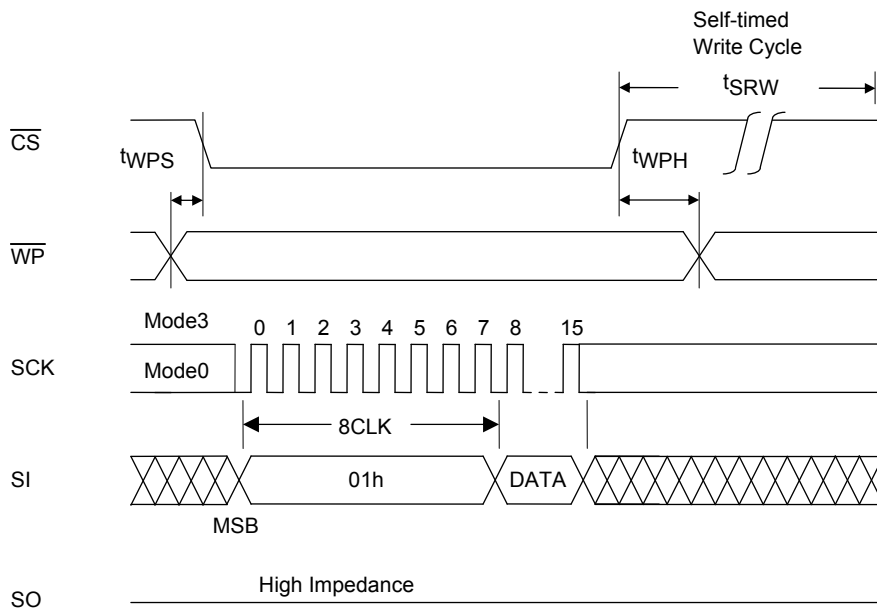 Self-timed
Write Cycle
tSRW
CS
tWPS
tWPH
WP
Mode3
0 1 2 3 4 5 6 7 8 15
SCK
Mode0
8CLK
SI
01h
DATA
MSB
High Impedance
SO